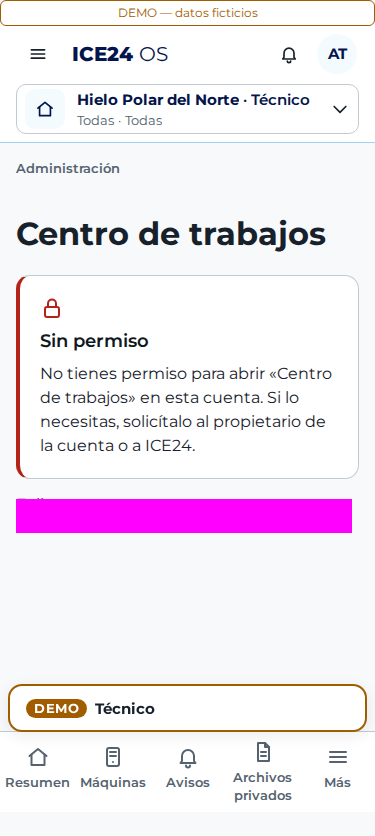 DEMO — datos ficticios
ICE24 OS
AT
Hielo Polar del Norte · Técnico
Todas · Todas
Administración
Centro de trabajos
Sin permiso
No tienes permiso para abrir «Centro
de trabajos» en esta cuenta. Si lo
necesitas, solicítalo al propietario de
la cuenta o a ICE24.
DEMO Técnico
Resumen
Máquinas
Avisos
Archivos
privados
Más